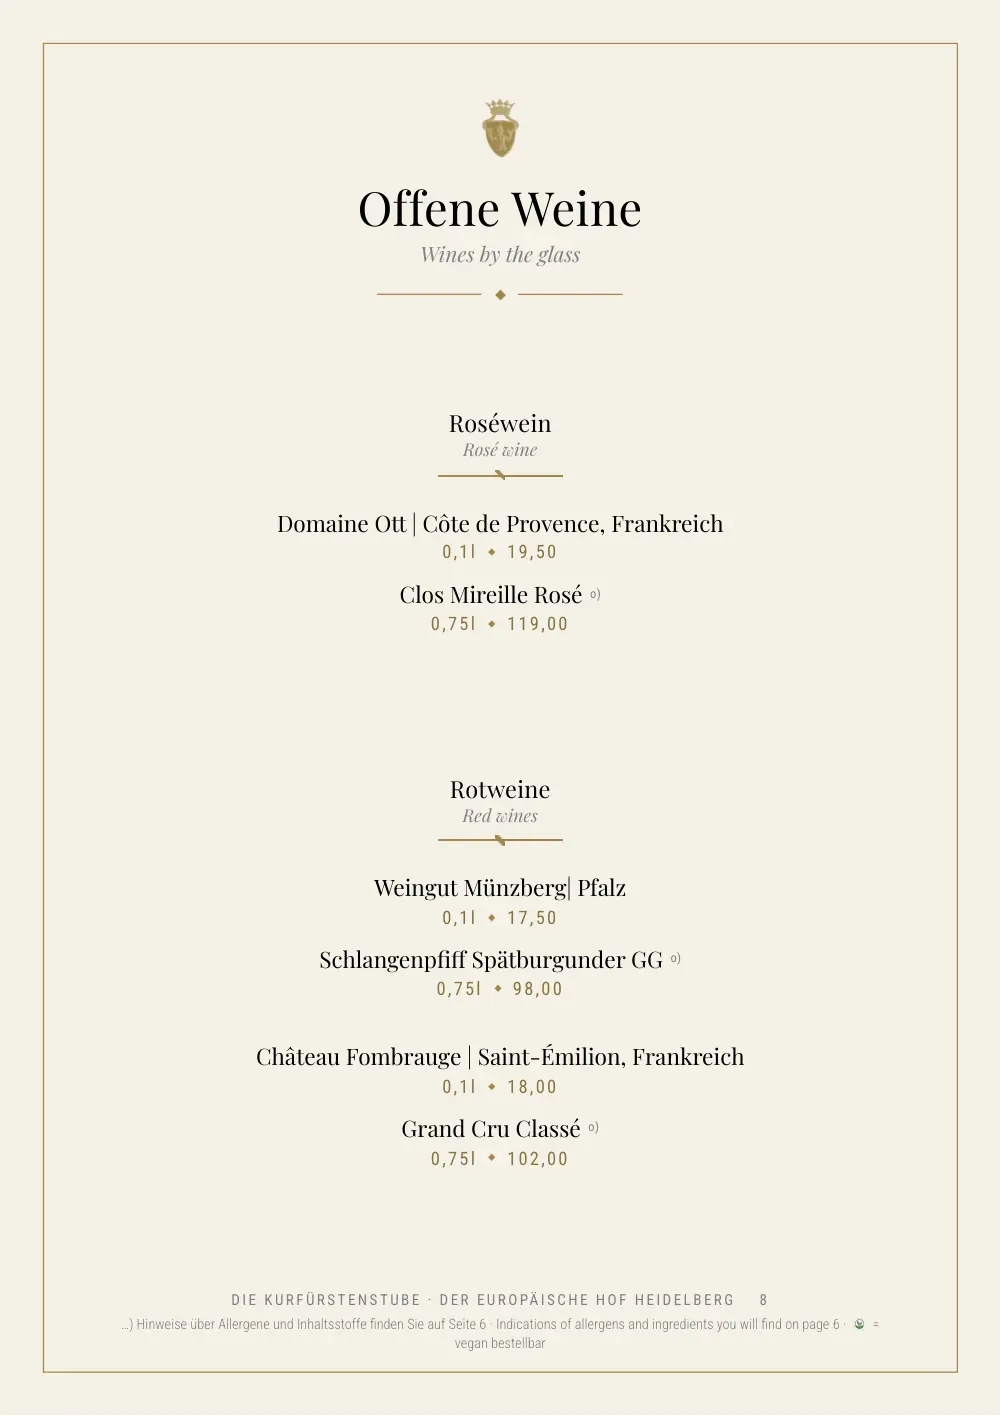 Offene Weine
Wines by the glass
Roséwein
Rosé wine
Domaine Ott | Côte de Provence, Frankreich
0,1l ◆ 19,50
Clos Mireille Rosé o)
0,75l ◆ 119,00
Rotweine
Red wines
Weingut Münzberg| Pfalz
0,1l ◆ 17,50
Schlangenpfiff Spätburgunder GG o)
0,75l ◆ 98,00
Château Fombrauge | Saint-Émilion, Frankreich
0,1l ◆ 18,00
Grand Cru Classé o)
0,75l ◆ 102,00
DIE KURFÜRSTENSTUBE · DER EUROPÄISCHE HOF HEIDELBERG 8
...) Hinweise über Allergene und Inhaltsstoffe finden Sie auf Seite 6 · Indications of allergens and ingredients you will find on page 6 · =
vegan bestellbar